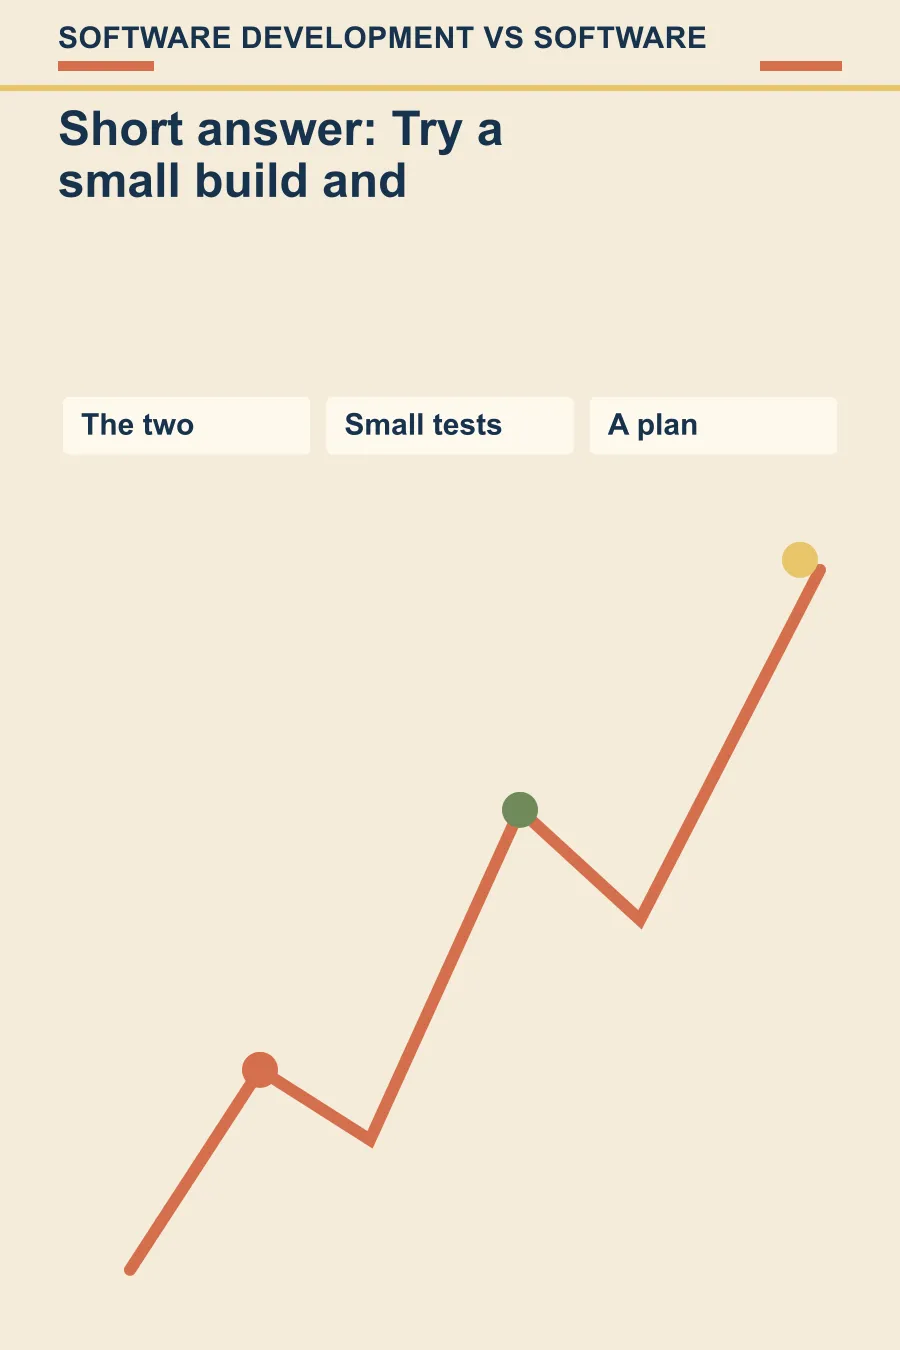 SOFTWARE DEVELOPMENT VS SOFTWARE
Short answer: Try a
small build and
The two
Small tests
A plan